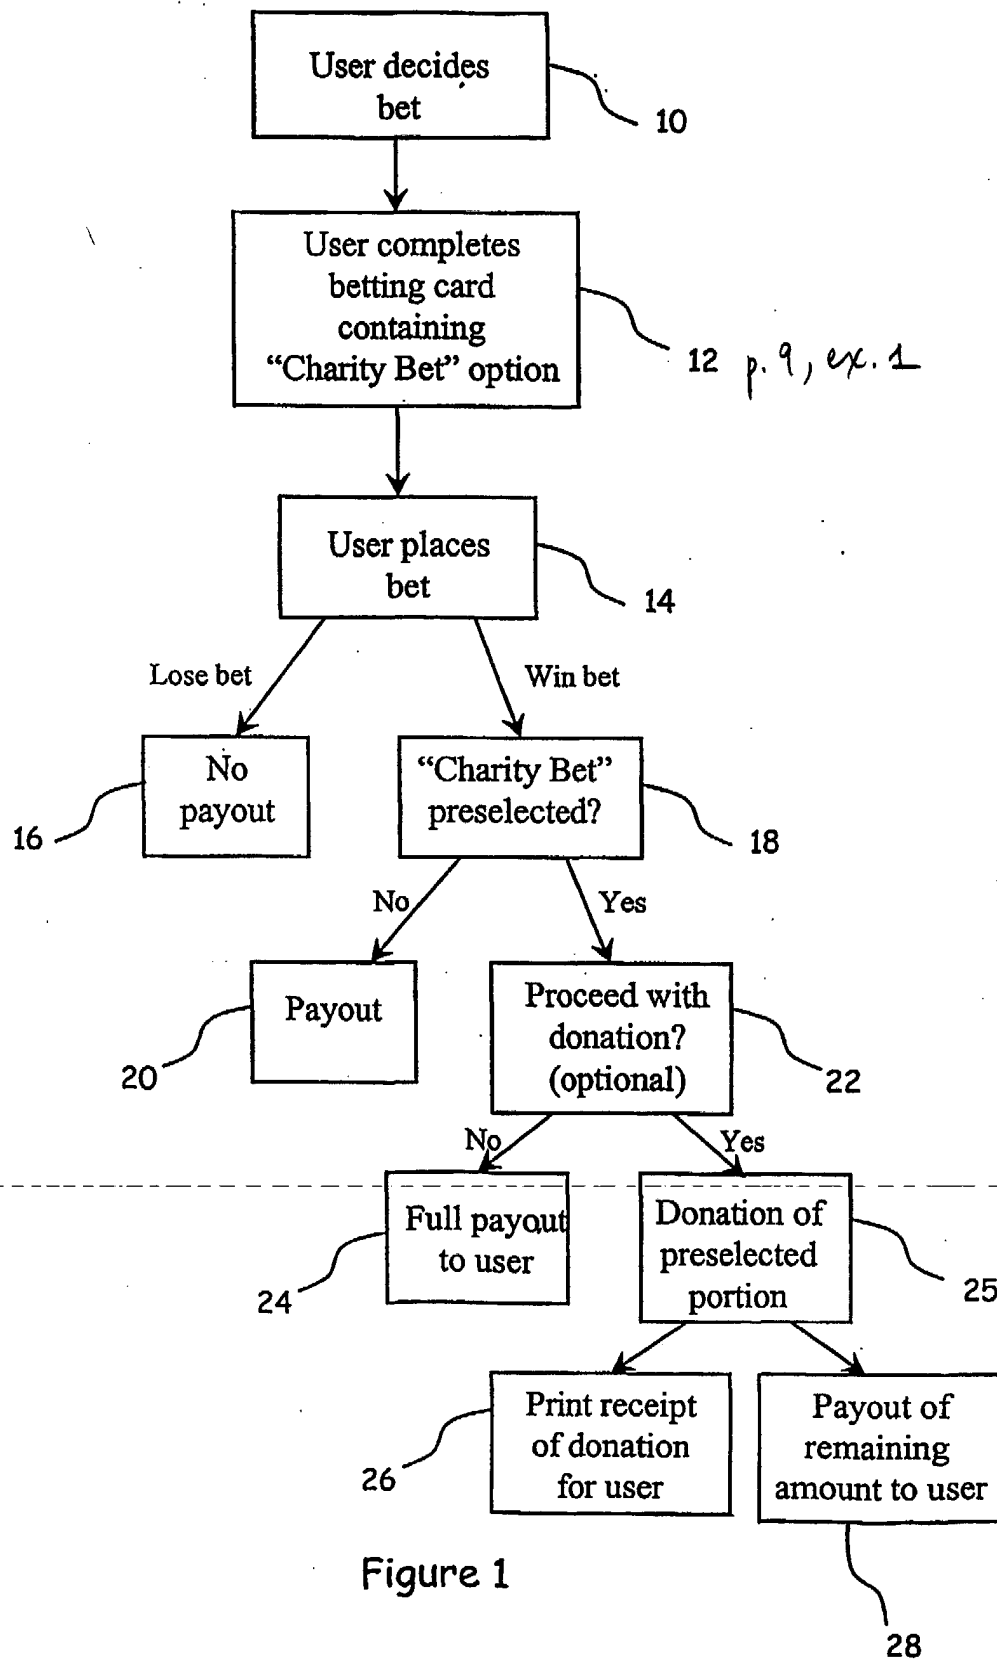 User decides
bet
10
User completes
betting card
containing
“Charity Bet” option
12 p. 9, ex. 1
User places
bet
14
Lose bet
Win bet
No
payout
16
“Charity Bet”
preselected?
18
No
Yes
Payout
20
Proceed with
donation?
(optional)
22
No
Yes
Full payout
to user
24
Donation of
preselected
portion
25
Print receipt
of donation
for user
26
Payout of
remaining
amount to user
28
Figure 1